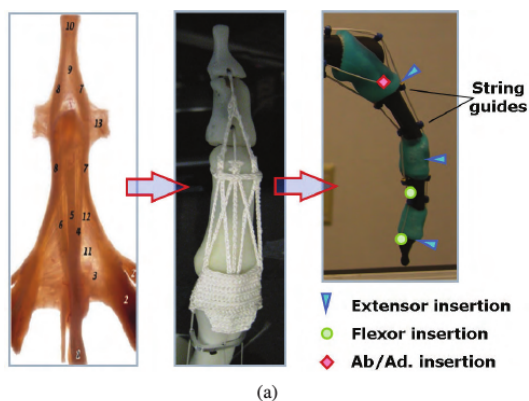 10
9
8 7
13
8 7
5 12
6 4
11
3
2
2
String
guides
Extensor insertion
Flexor insertion
Ab/Ad. insertion
(a)